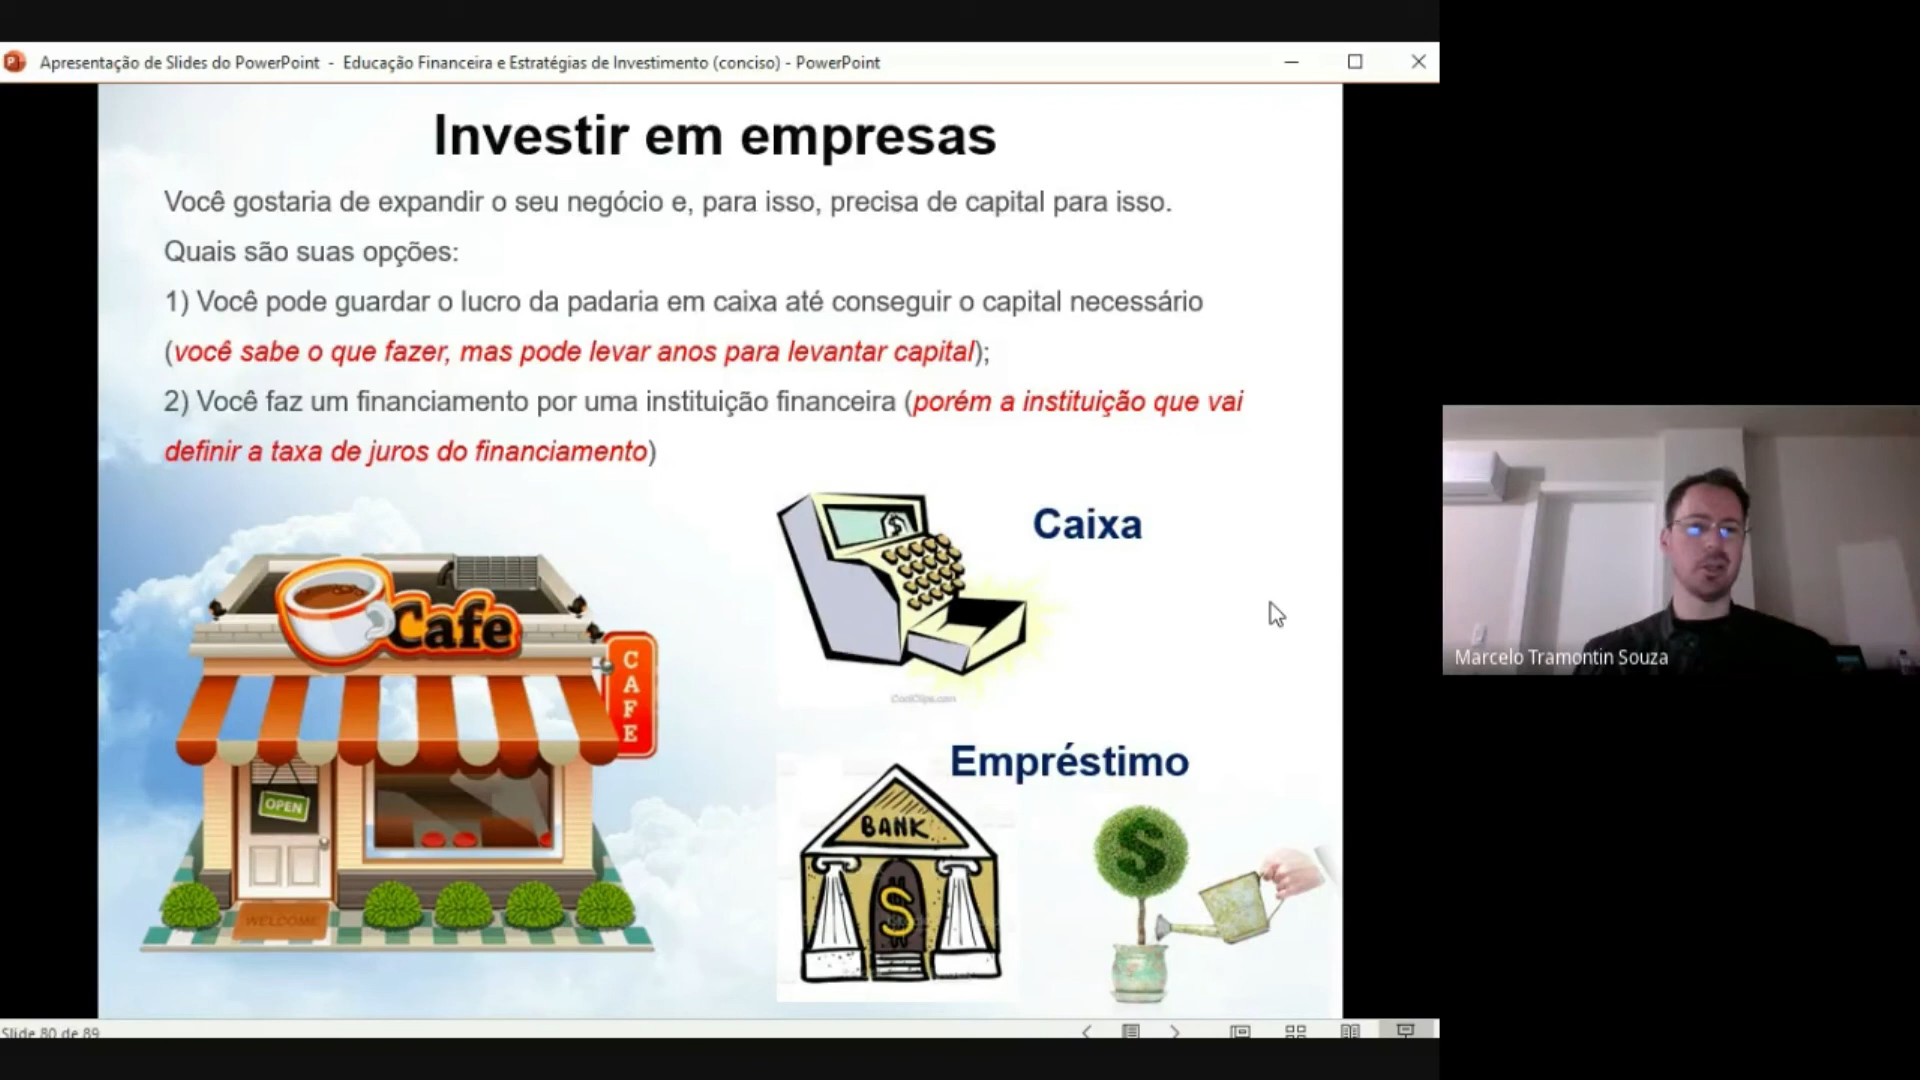 Apresentação de Slides do PowerPoint - Educação Financeira e Estratégias de Investimento (conciso) - PowerPoint
Investir em empresas
Você gostaria de expandir o seu negócio e, para isso, precisa de capital para isso.
Quais são suas opções:
1) Você pode guardar o lucro da padaria em caixa até conseguir o capital necessário
(você sabe o que fazer, mas pode levar anos para levantar capital);
2) Você faz um financiamento por uma instituição financeira (porém a instituição que vai
definir a taxa de juros do financiamento)
Caixa
Cafe
CAFE
OPEN
WELCOME
CoolClips.com
Empréstimo
BANK
$
$
Marcelo Tramontin Souza
Slide 80 de 89